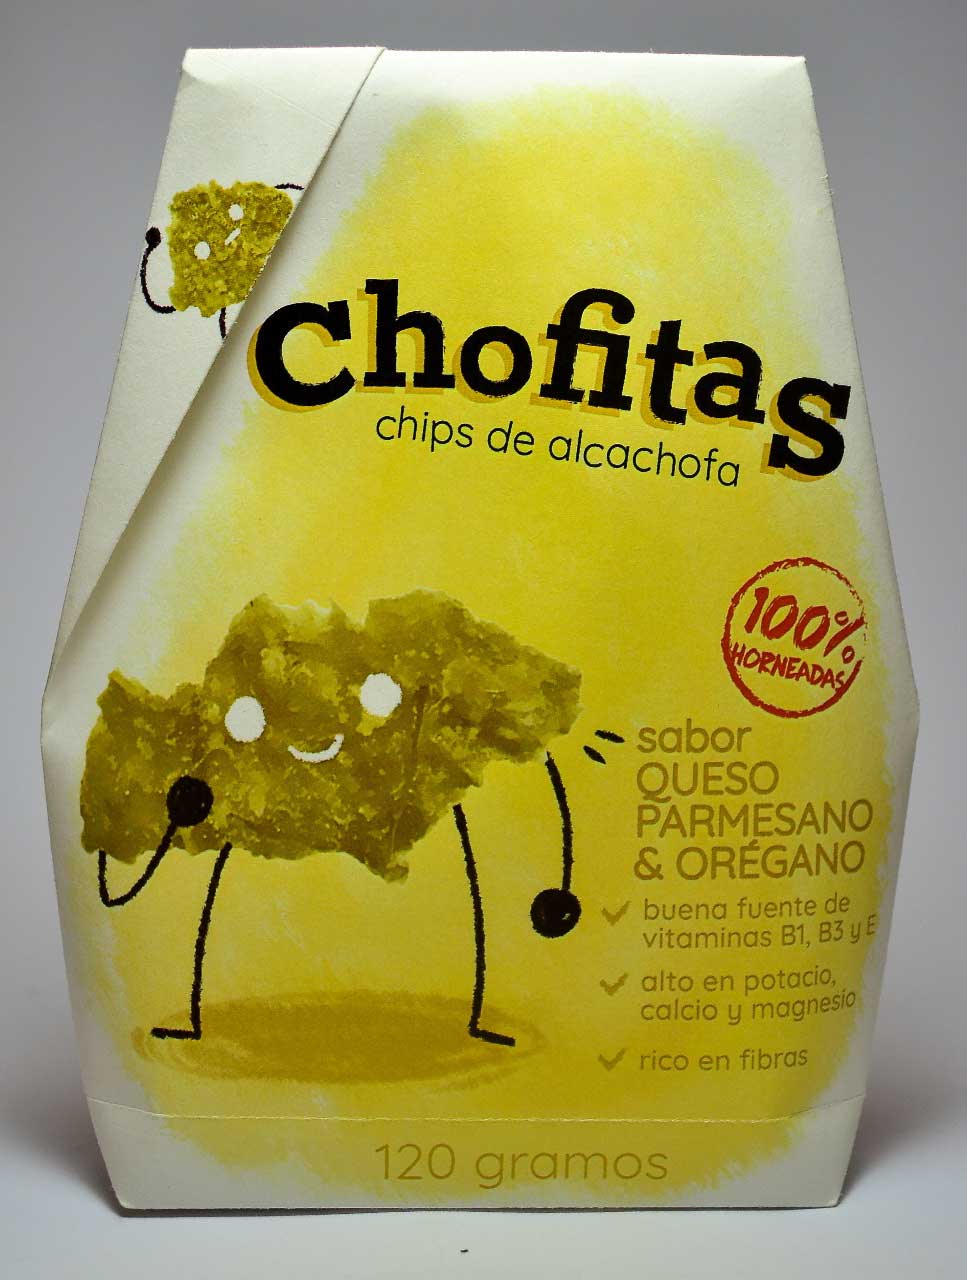 Chofitas
chips de alcachofa
100%
HORNEADAS
sabor
QUESO
PARMESANO
& ORÉGANO
buena fuente de
vitaminas B1, B3 y E
alto en potacio,
calcio y magnesio
rico en fibras
120 gramos